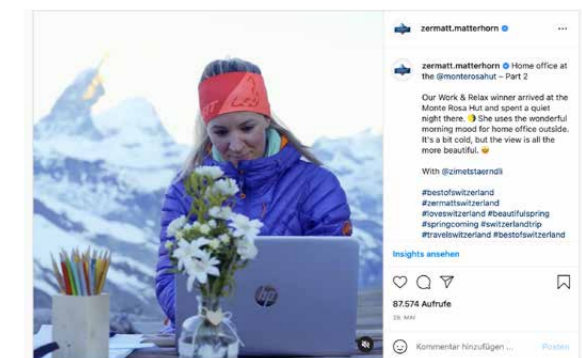 zermatt.matterhorn
zermatt.matterhorn Home office at
the @monterosahut – Part 2
Our Work & Relax winner arrived at the
Monte Rosa Hut and spent a quiet
night there. 🌗 She uses the wonderful
morning mood for home office outside.
It's a bit cold, but the view is all the
more beautiful. 😍
With @zimetstaerndli
#bestofswitzerland
#zermattswitzerland
#loveswitzerland #beautifulspring
#springcoming #switzerlandtrip
#travelswitzerland #bestofswitzerland
Insights ansehen
87.574 Aufrufe
29. MAI
Kommentar hinzufügen ...
Posten
hp